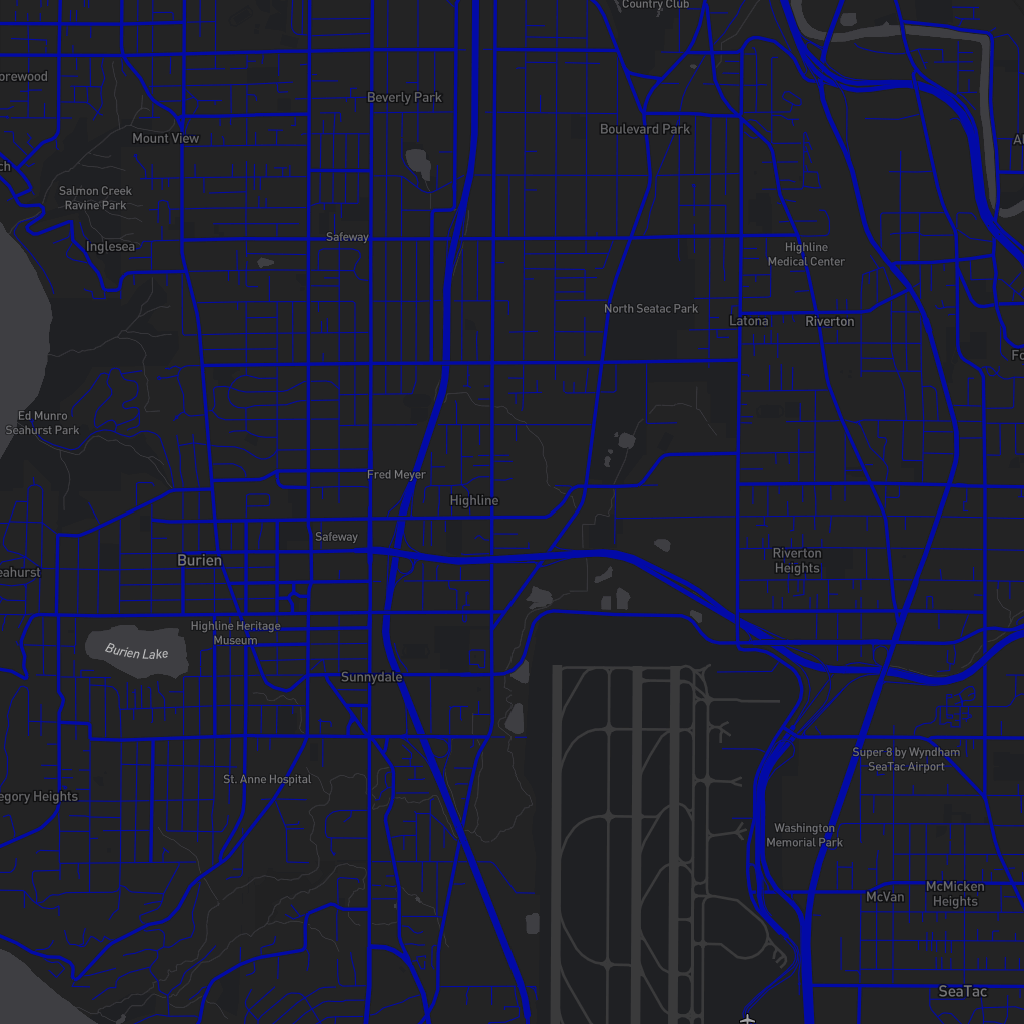 Country Club
orewood
Beverly Park
Boulevard Park
Mount View
ch
Salmon Creek
Ravine Park
Inglesea
Safeway
Highline
Medical Center
North Seatac Park
Latona
Riverton
Fo
Ed Munro
Seahurst Park
Fred Meyer
Highline
Safeway
Burien
eahurst
Riverton
Heights
Highline Heritage
Museum
Burien Lake
Sunnydale
St. Anne Hospital
egory Heights
Super 8 by Wyndham
SeaTac Airport
Washington
Memorial Park
McVan
McMicken
Heights
SeaTac